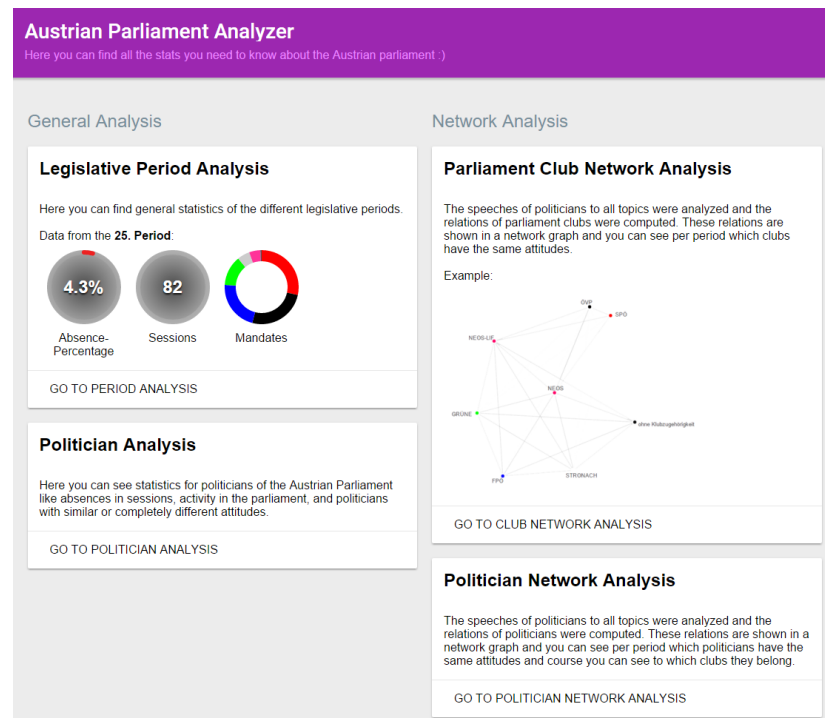 Austrian Parliament Analyzer
Here you can find all the stats you need to know about the Austrian parliament :)
General Analysis
Legislative Period Analysis
Here you can find general statistics of the different legislative periods.
Data from the 25. Period:
4.3%
82
Absence-
Percentage
Sessions
Mandates
GO TO PERIOD ANALYSIS
Politician Analysis
Here you can see statistics for politicians of the Austrian Parliament
like absences in sessions, activity in the parliament, and politicians
with similar or completely different attitudes.
GO TO POLITICIAN ANALYSIS
Network Analysis
Parliament Club Network Analysis
The speeches of politicians to all topics were analyzed and the
relations of parliament clubs were computed. These relations are
shown in a network graph and you can see per period which clubs
have the same attitudes.
Example:
ÖVP
SPÖ
NEOS-LIF
NEOS
GRÜNE
ohne Klubzugehörigkeit
FPÖ
STRONACH
GO TO CLUB NETWORK ANALYSIS
Politician Network Analysis
The speeches of politicians to all topics were analyzed and the
relations of politicians were computed. These relations are shown in a
network graph and you can see per period which politicians have the
same attitudes and course you can see to which clubs they belong.
GO TO POLITICIAN NETWORK ANALYSIS